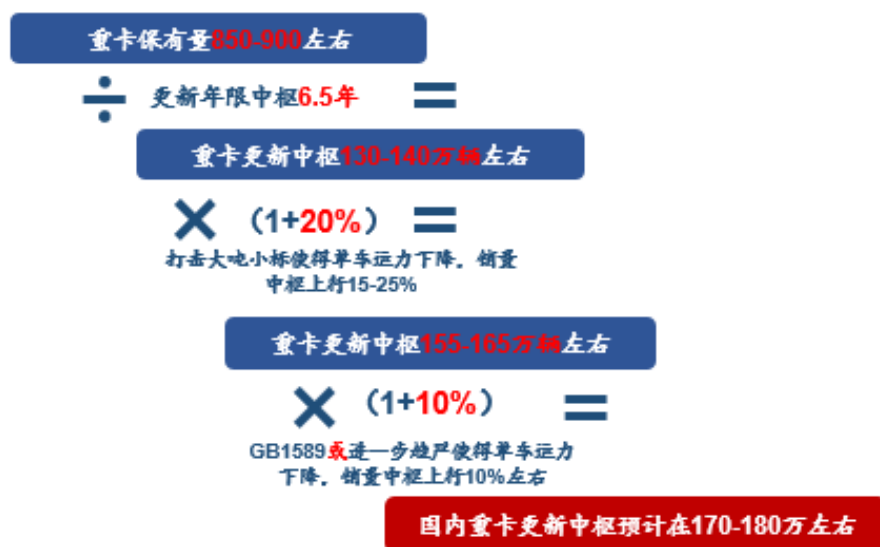 重卡保有量850-900左右
÷ 更新年限中枢6.5年 =
重卡更新中枢130-140万辆左右
× （1+20%） =
打击大吨小标使得单车运力下降，销量
中枢上行15-25%
重卡更新中枢155-165万辆左右
× （1+10%） =
GB1589或进一步趋严使得单车运力
下降，销量中枢上行10%左右
国内重卡更新中枢预计在170-180万左右